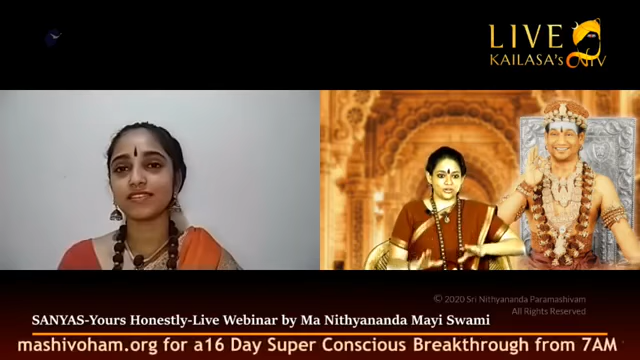 LIVE
KAILASA's NTV
© 2020 Sri Nithyananda Paramashivam
All Rights Reserved
SANYAS-Yours Honestly-Live Webinar by Ma Nithyananda Mayi Swami
mashivoham.org for a16 Day Super Conscious Breakthrough from 7AM